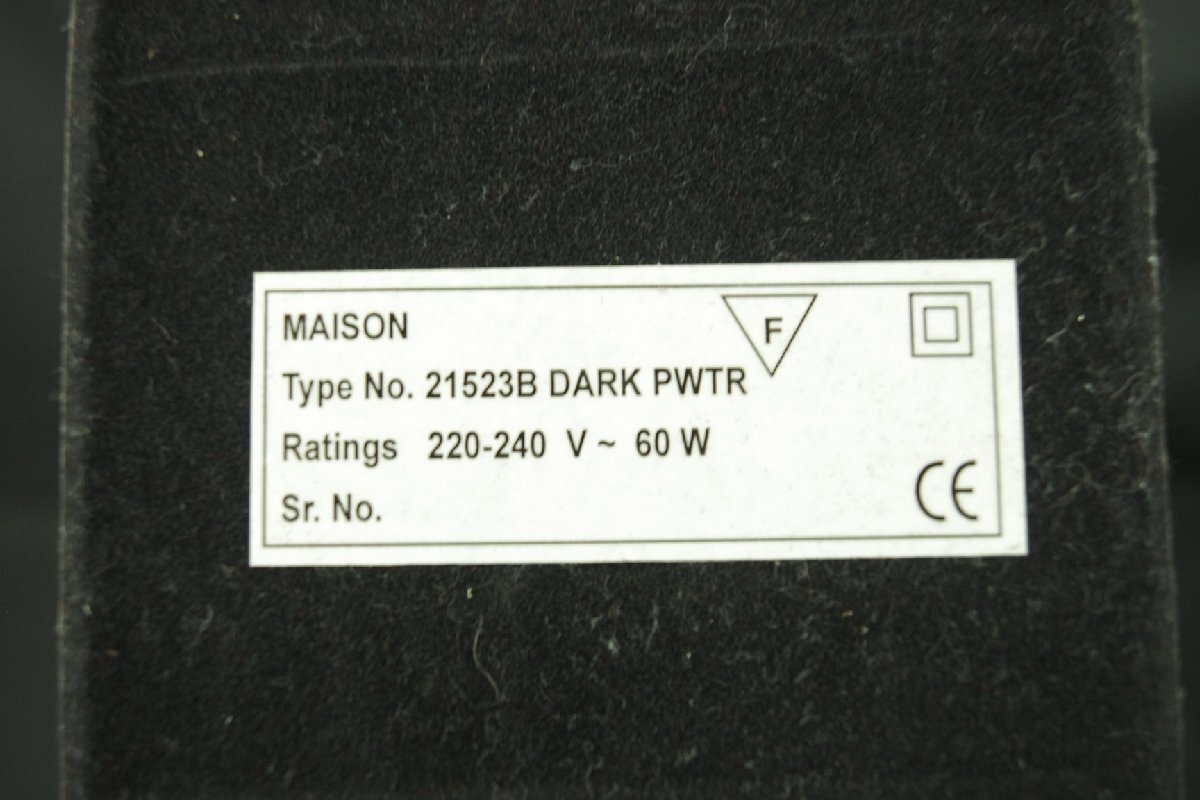 MAISON
F
Type No. 21523B DARK PWTR
Ratings 220-240 V ~ 60 W
Sr. No.
CE